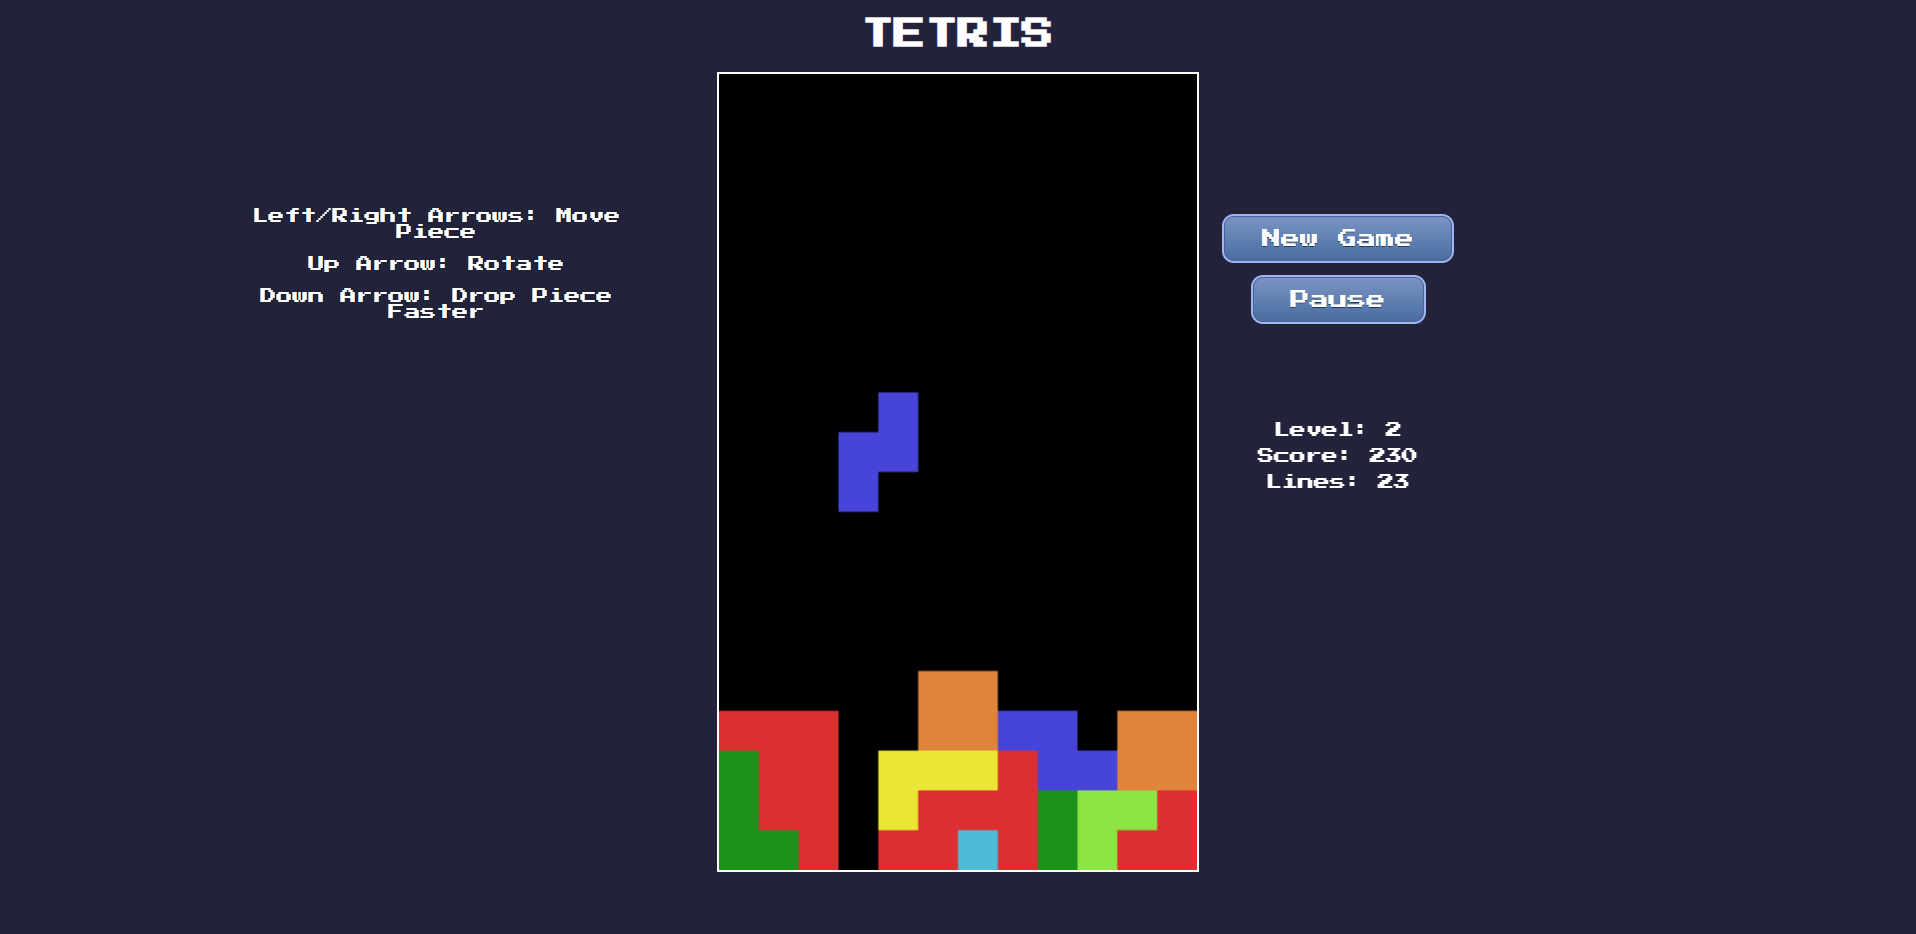 TETRIS
Left/Right Arrows: Move
Piece
Up Arrow: Rotate
Down Arrow: Drop Piece
Faster
New Game
Pause
Level: 2
Score: 230
Lines: 23